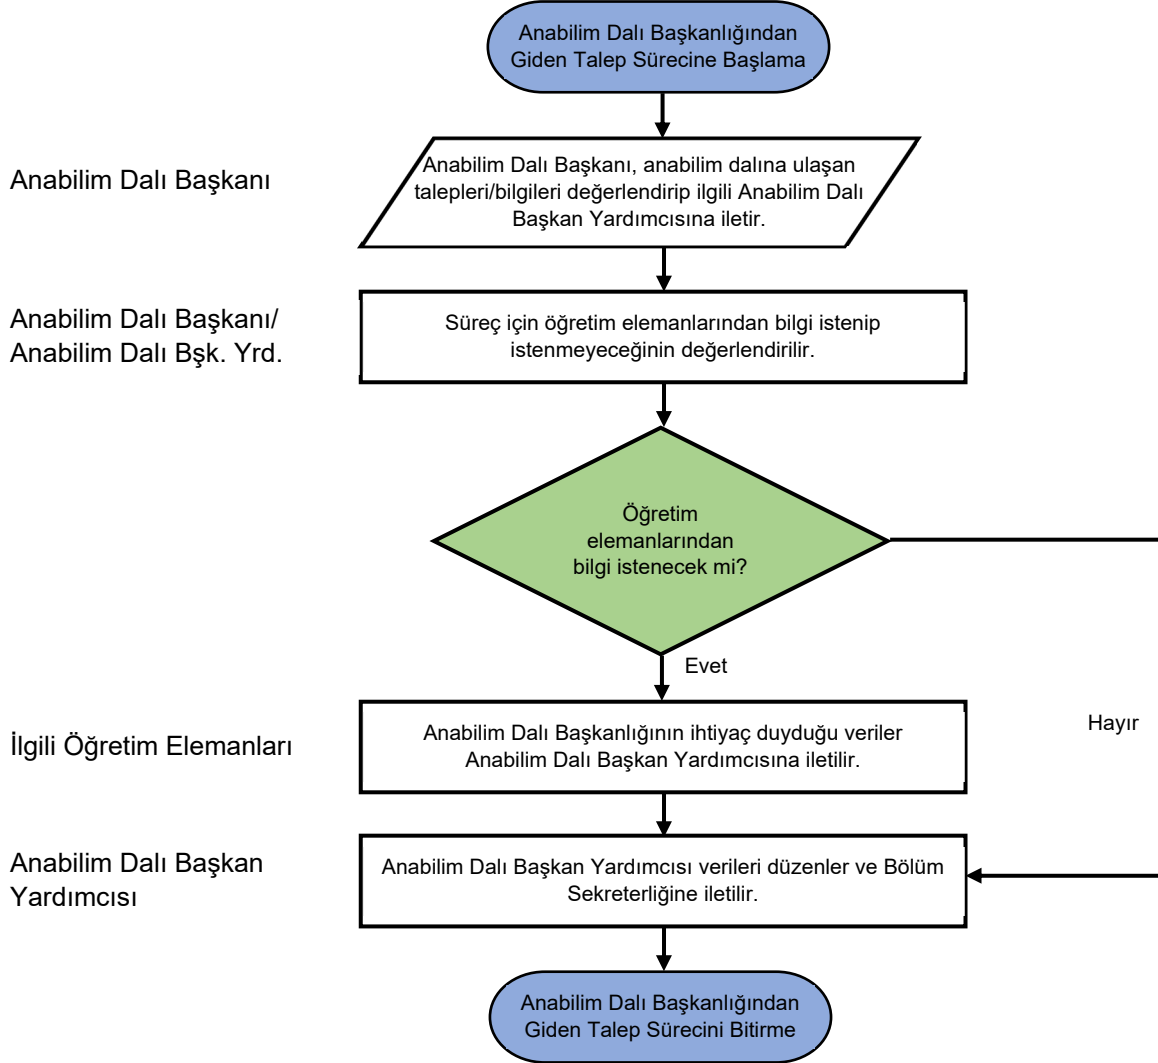 Anabilim Dalı Başkanlığından
Giden Talep Sürecine Başlama
Anabilim Dalı Başkanı
Anabilim Dalı Başkanı, anabilim dalına ulaşan
talepleri/bilgileri değerlendirip ilgili Anabilim Dalı
Başkan Yardımcısına iletir.
Anabilim Dalı Başkanı/
Anabilim Dalı Bşk. Yrd.
Süreç için öğretim elemanlarından bilgi istenip
istenmeyeceğinin değerlendirilir.
Öğretim
elemanlarından
bilgi istenecek mi?
Evet
Hayır
İlgili Öğretim Elemanları
Anabilim Dalı Başkanlığının ihtiyaç duyduğu veriler
Anabilim Dalı Başkan Yardımcısına iletilir.
Anabilim Dalı Başkan
Yardımcısı
Anabilim Dalı Başkan Yardımcısı verileri düzenler ve Bölüm
Sekreterliğine iletilir.
Anabilim Dalı Başkanlığından
Giden Talep Sürecini Bitirme